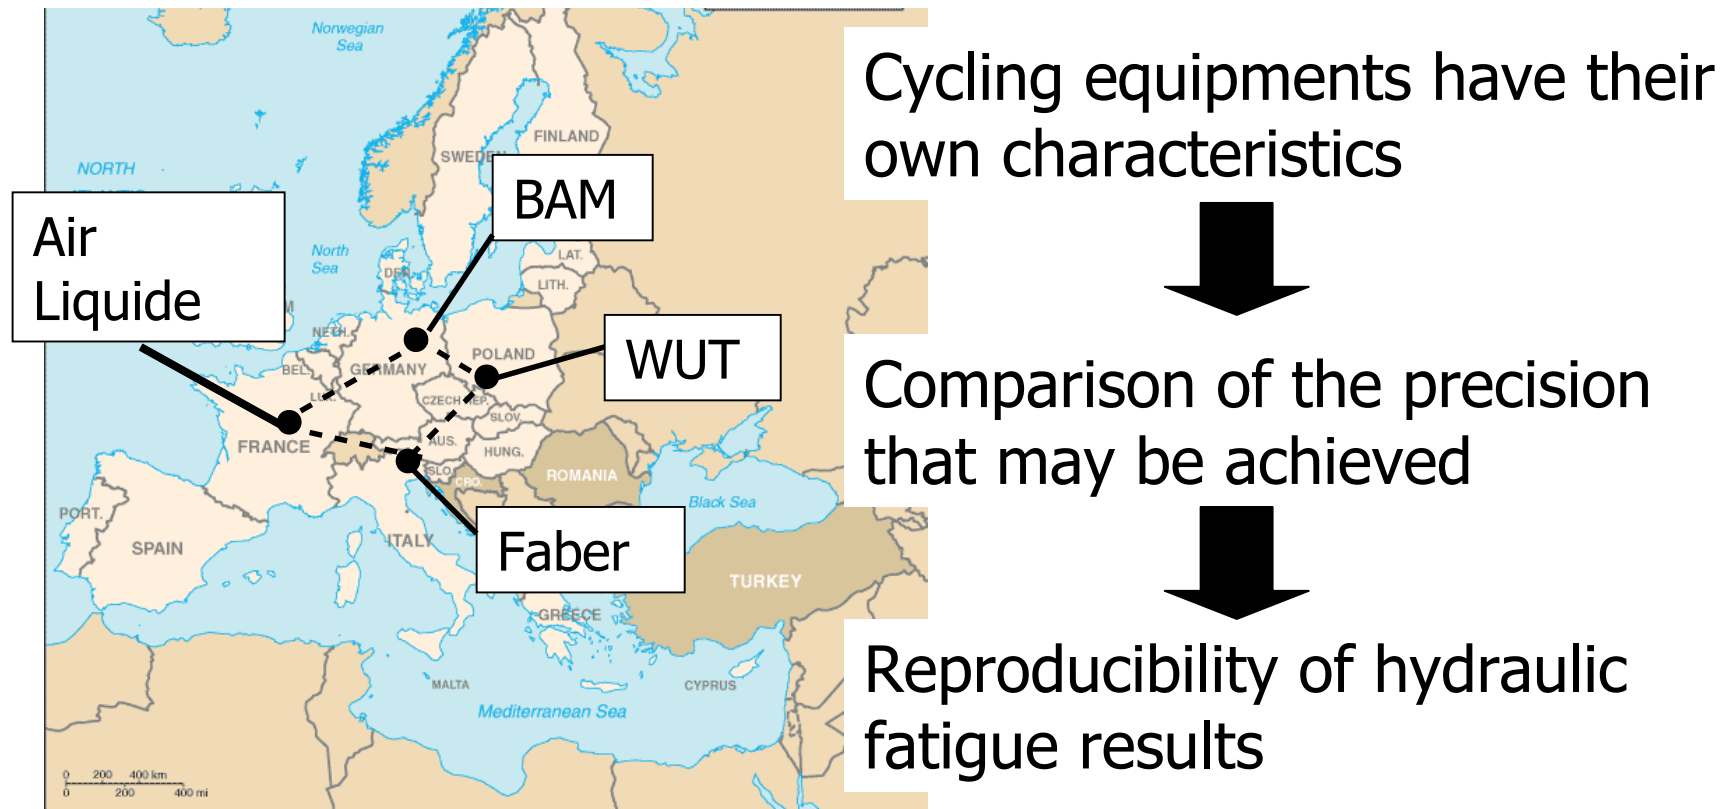 Norwegian
Sea
FINLAND
SWEDEN
NORTH
BAM
Air
Liquide
North
Sea
DEN.
LAT.
LITH.
NETH.
POLAND
WUT
BEL.
GERMANY
LUX.
CZECH REP.
SLOV.
FRANCE
AUS.
HUNG.
SLO.
CRO.
ROMANIA
Black Sea
PORT.
SPAIN
ITALY
Faber
TURKEY
GREECE
MALTA
CYPRUS
Mediterranean Sea
0 200 400 km
0 200 400 mi
Cycling equipments have their
own characteristics
Comparison of the precision
that may be achieved
Reproducibility of hydraulic
fatigue results